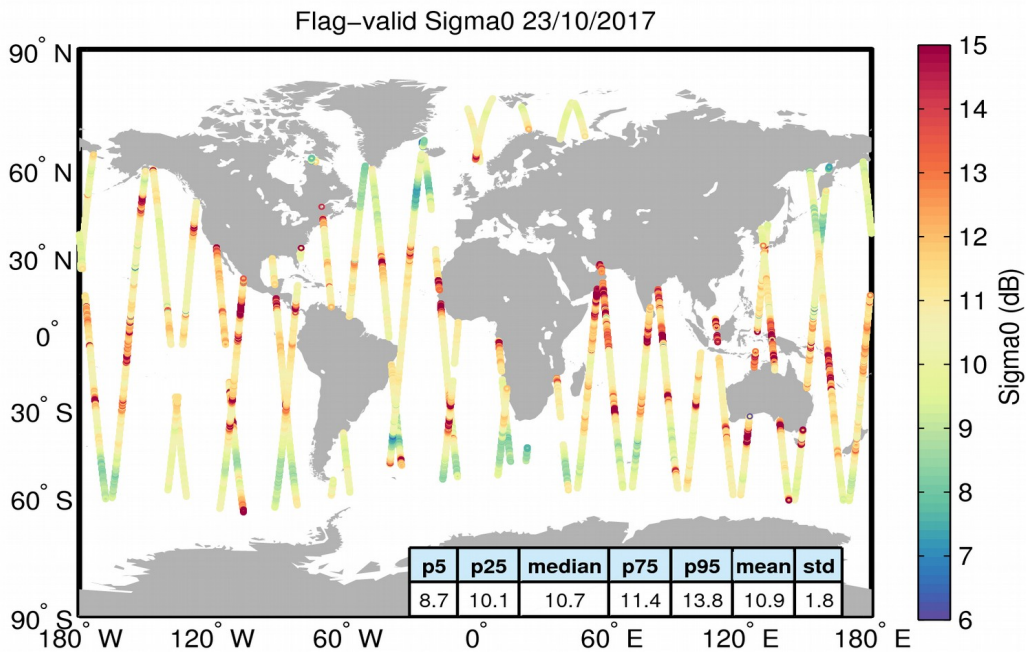 Flag−valid Sigma0 23/10/2017
90° N
60° N
30° N
0°
30° S
60° S
90° S
180° W
120° W
60° W
0°
60° E
120° E
180° E
p5 p25 median p75 p95 mean std
8.7 10.1 10.7 11.4 13.8 10.9 1.8
15
14
13
12
11
10
9
8
7
6
Sigma0 (dB)